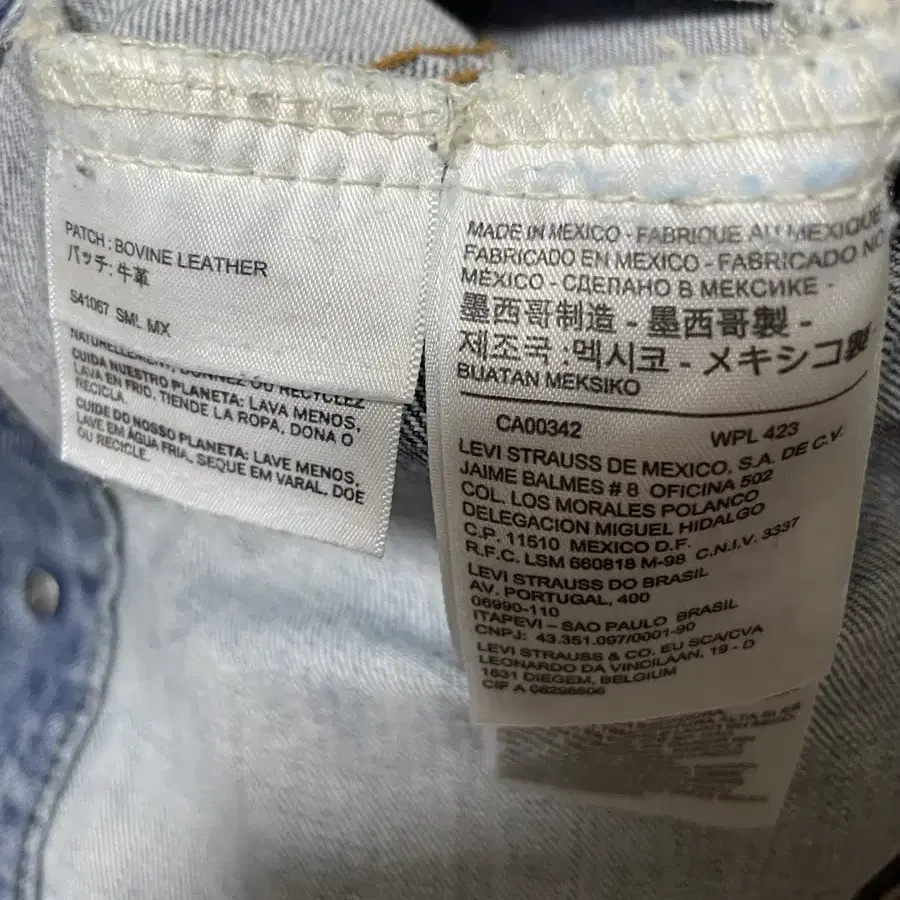 PATCH : BOVINE LEATHER
パッチ: 牛革
S41067 SML MX
NATURELLEMENT, DONNEZ OU RECYCLEZ
CUIDA NUESTRO PLANETA: LAVA MENOS,
LAVA EN FRIO, TIENDE LA ROPA, DONA O
RECICLA.
CUIDE DO NOSSO PLANETA: LAVE MENOS,
LAVE EM ÁGUA FRIA, SEQUE EM VARAL, DOE
OU RECICLE.
MADE IN MEXICO - FABRIQUE AU MEXIQUE
FABRICADO EN MEXICO - FABRICADO NO
MEXICO - СДЕЛАНО В МЕКСИКЕ -
墨西哥制造 - 墨西哥製 -
제조국 :멕시코 - メキシコ製
BUATAN MEKSIKO
CA00342 WPL 423
LEVI STRAUSS DE MEXICO, S.A. DE C.V.
JAIME BALMES # 8 OFICINA 502
COL. LOS MORALES POLANCO
DELEGACION MIGUEL HIDALGO
C.P. 11510 MEXICO D.F.
R.F.C. LSM 660818 M-98 C.N.I.V. 3337
LEVI STRAUSS DO BRASIL
AV. PORTUGAL, 400
06990-110
ITAPEVI – SAO PAULO BRASIL
CNPJ: 43.351.097/0001-90
LEVI STRAUSS & CO. EU SCA/CVA
LEONARDO DA VINCILAAN, 19 - D
1831 DIEGEM, BELGIUM
CIF A